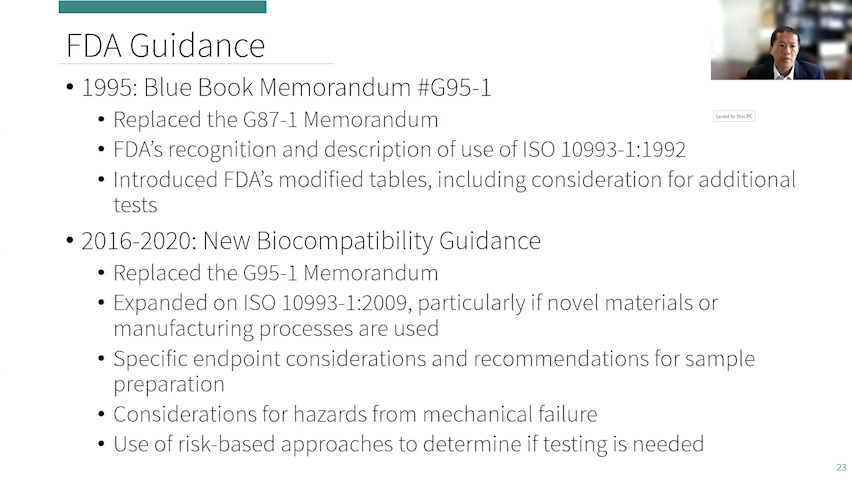 FDA Guidance
• 1995: Blue Book Memorandum #G95-1
• Replaced the G87-1 Memorandum
• FDA's recognition and description of use of ISO 10993-1:1992
• Introduced FDA's modified tables, including consideration for additional
tests
• 2016-2020: New Biocompatibility Guidance
• Replaced the G95-1 Memorandum
• Expanded on ISO 10993-1:2009, particularly if novel materials or
manufacturing processes are used
• Specific endpoint considerations and recommendations for sample
preparation
• Considerations for hazards from mechanical failure
• Use of risk-based approaches to determine if testing is needed
Saved to this PC
23